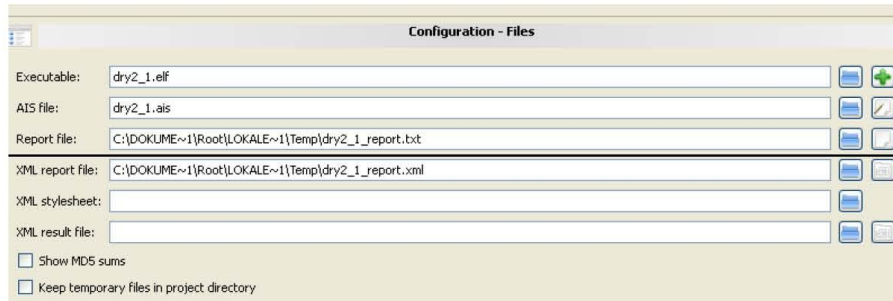 Configuration - Files
Executable: dry2_1.elf
AIS file: dry2_1.ais
Report file: C:\DOKUME~1\Root\LOKALE~1\Temp\dry2_1_report.txt
XML report file: C:\DOKUME~1\Root\LOKALE~1\Temp\dry2_1_report.xml
XML stylesheet:
XML result file:
Show MD5 sums
Keep temporary files in project directory